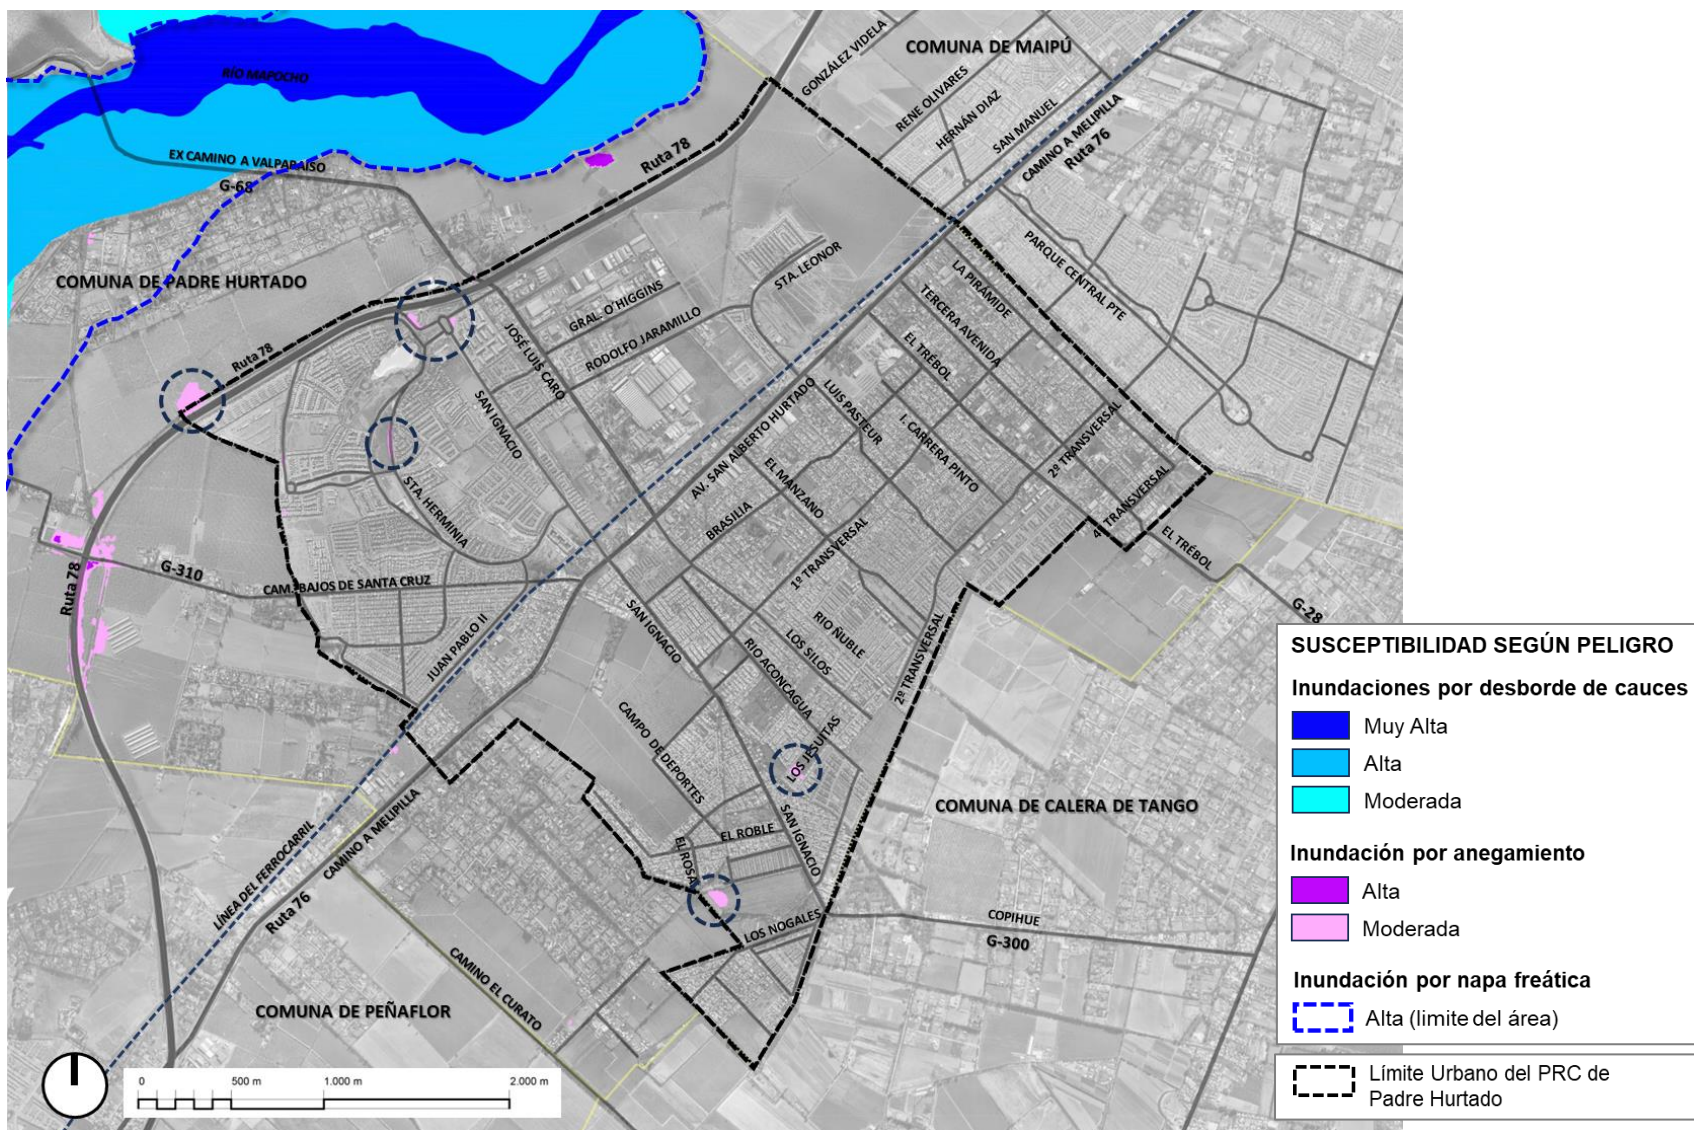 COMUNA DE MAIPÚ
GONZÁLEZ VIDELA
RENE OLIVARES
HERNÁN DIAZ
SAN MANUEL
CAMINO A MELIPILLA
Ruta 76
RÍO MAPOCHO
EX CAMINO A VALPARAÍSO
G-68
Ruta 78
COMUNA DE PADRE HURTADO
PARQUE CENTRAL PTE
LA PIRÁMIDE
TERCERA AVENIDA
EL TRÉBOL
STA. LEONOR
GRAL. O´HIGGINS
RODOLFO JARAMILLO
JOSÉ LUIS CARO
SAN IGNACIO
Ruta 78
LUIS PASTEUR
I. CARRERA PINTO
AV. SAN ALBERTO HURTADO
2º TRANSVERSAL
4º TRANSVERSAL
EL MANZANO
BRASILIA
1º TRANSVERSAL
STA. HERMINIA
EL TRÉBOL
G-28
G-310
CAM. BAJOS DE SANTA CRUZ
Ruta 78
JUAN PABLO II
SAN IGNACIO
RIO ÑUBLE
LOS SILOS
RIO ACONCAGUA
2º TRANSVERSAL
CAMPO DE DEPORTES
LOS JESUITAS
COMUNA DE CALERA DE TANGO
EL ROBLE
EL ROSAL
SAN IGNACIO
LOS NOGALES
COPIHUE
G-300
LÍNEA DEL FERROCARRIL
CAMINO A MELIPILLA
Ruta 76
CAMINO EL CURATO
COMUNA DE PEÑAFLOR
0 500 m 1.000 m 2.000 m
SUSCEPTIBILIDAD SEGÚN PELIGRO
Inundaciones por desborde de cauces
Muy Alta
Alta
Moderada
Inundación por anegamiento
Alta
Moderada
Inundación por napa freática
Alta (limite del área)
Límite Urbano del PRC de
Padre Hurtado